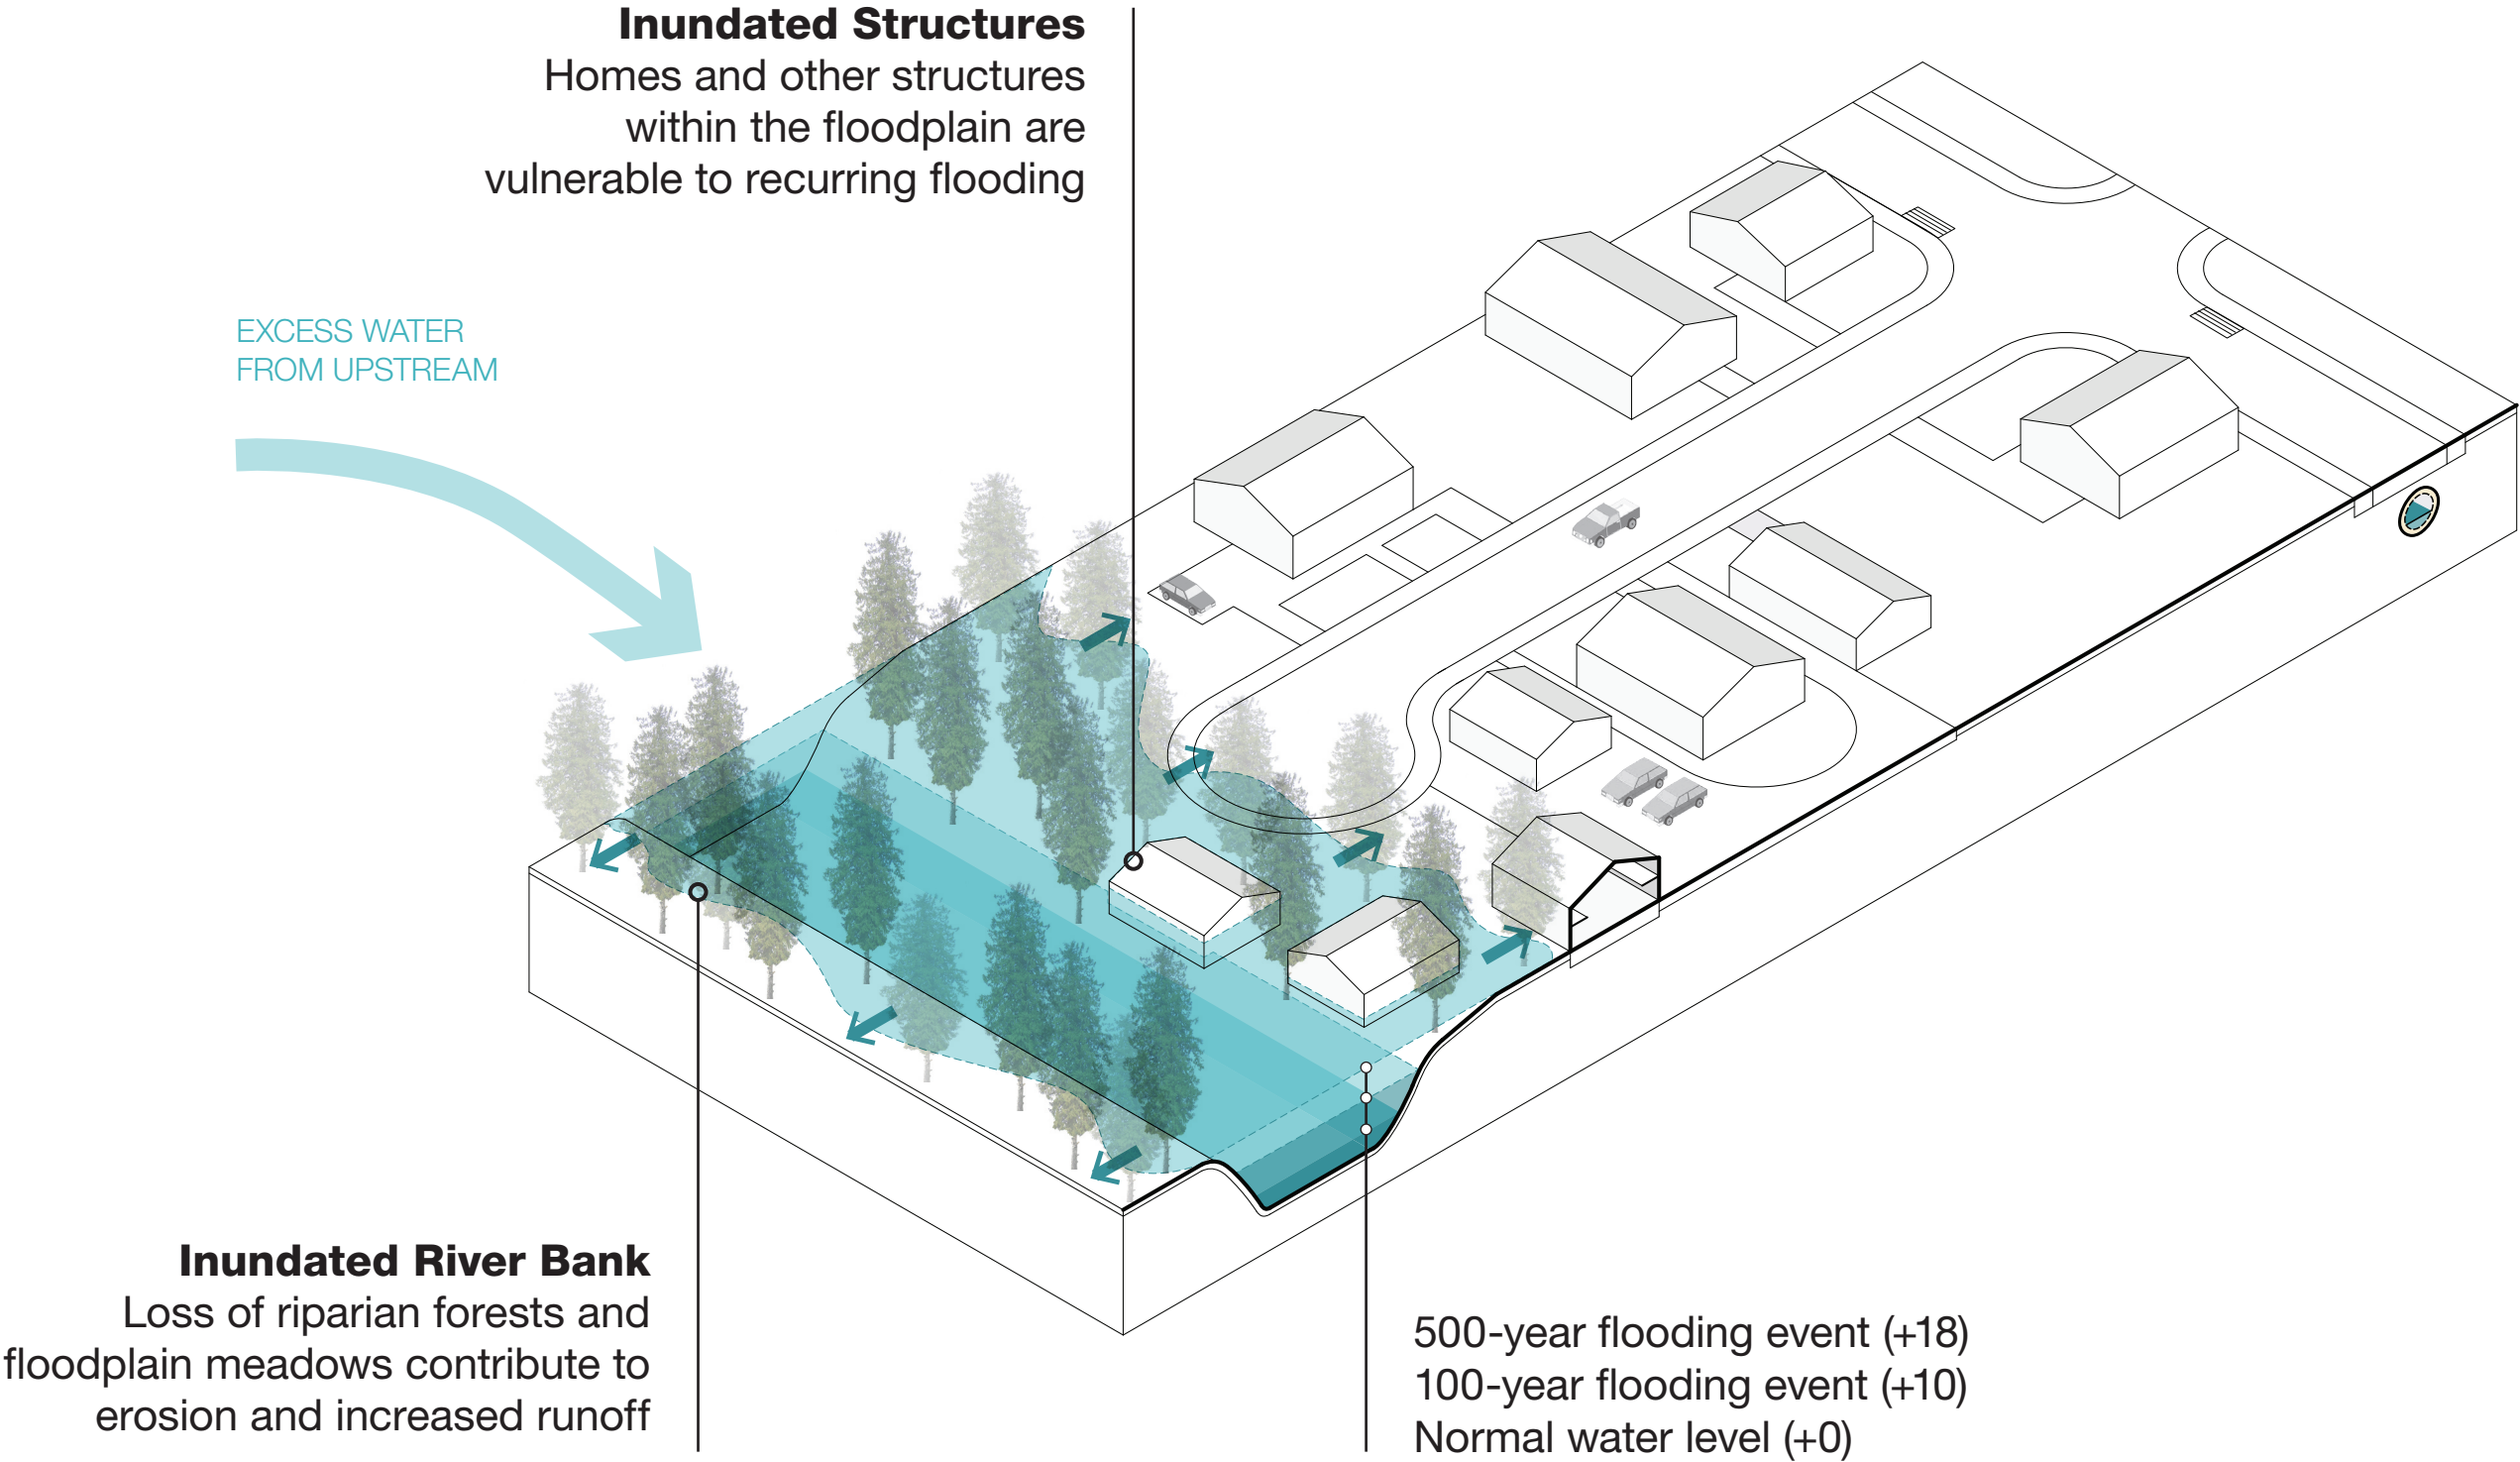 Inundated Structures
Homes and other structures
within the floodplain are
vulnerable to recurring flooding
EXCESS WATER
FROM UPSTREAM
Inundated River Bank
Loss of riparian forests and
floodplain meadows contribute to
erosion and increased runoff
500-year flooding event (+18)
100-year flooding event (+10)
Normal water level (+0)